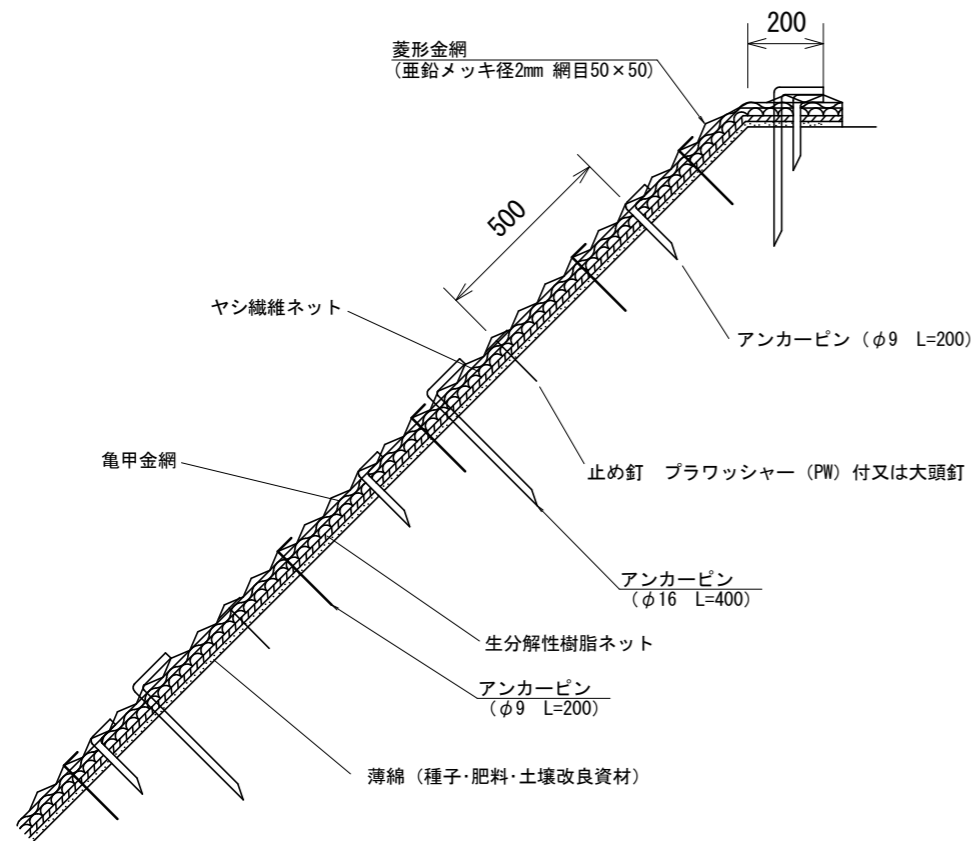 200
菱形金網
(亜鉛メッキ径2mm 網目50×50)
500
ヤシ繊維ネット
アンカーピン(φ9 L=200)
亀甲金網
止め釘 プラワッシャー(PW)付又は大頭釘
アンカーピン
(φ16 L=400)
生分解性樹脂ネット
アンカーピン
(φ9 L=200)
薄綿(種子・肥料・土壌改良資材)